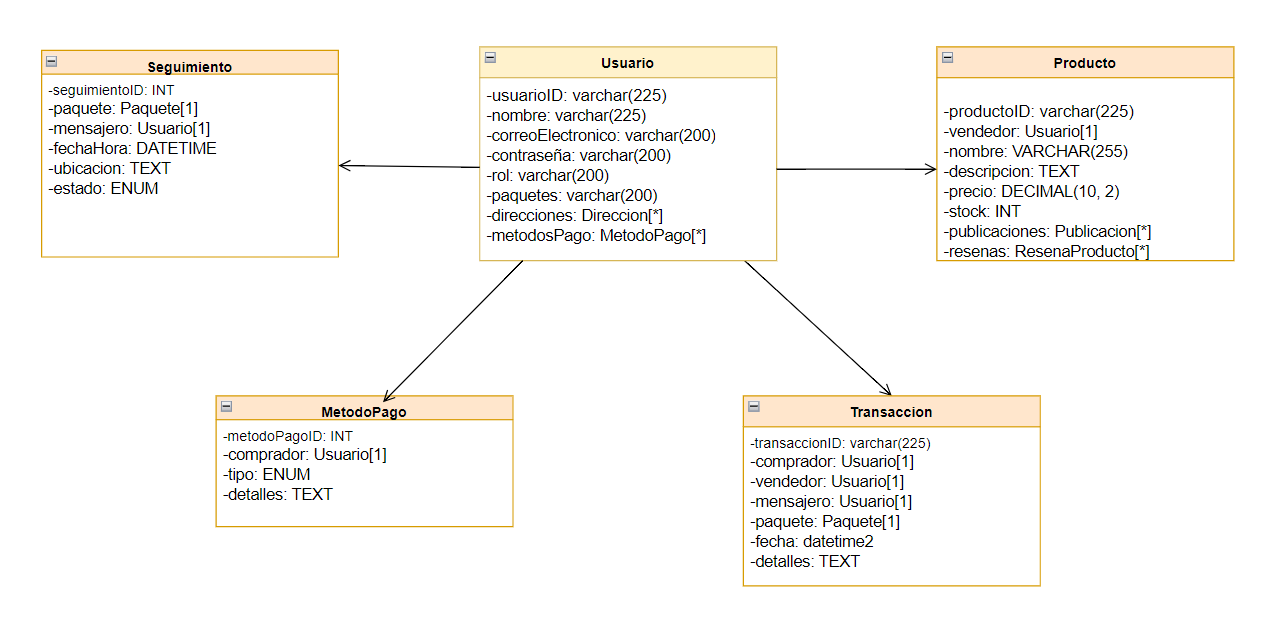 Seguimiento
-seguimientoID: INT
-paquete: Paquete[1]
-mensajero: Usuario[1]
-fechaHora: DATETIME
-ubicacion: TEXT
-estado: ENUM
Usuario
-usuarioID: varchar(225)
-nombre: varchar(225)
-correoElectronico: varchar(200)
-contraseña: varchar(200)
-rol: varchar(200)
-paquetes: varchar(200)
-direcciones: Direccion[*]
-metodosPago: MetodoPago[*]
Producto
-productoID: varchar(225)
-vendedor: Usuario[1]
-nombre: VARCHAR(255)
-descripcion: TEXT
-precio: DECIMAL(10, 2)
-stock: INT
-publicaciones: Publicacion[*]
-resenas: ResenaProducto[*]
MetodoPago
-metodoPagoID: INT
-comprador: Usuario[1]
-tipo: ENUM
-detalles: TEXT
Transaccion
-transaccionID: varchar(225)
-comprador: Usuario[1]
-vendedor: Usuario[1]
-mensajero: Usuario[1]
-paquete: Paquete[1]
-fecha: datetime2
-detalles: TEXT